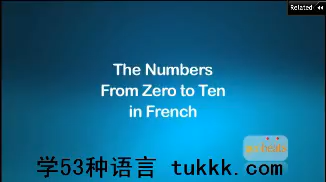 Related
The Numbers
From Zero to Ten
in French
学53种语言 tukkk.com